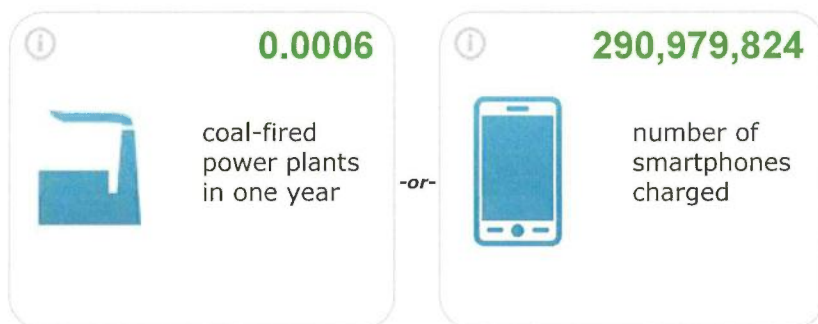 0.0006
coal-fired
power plants
in one year
-or-
290,979,824
number of
smartphones
charged